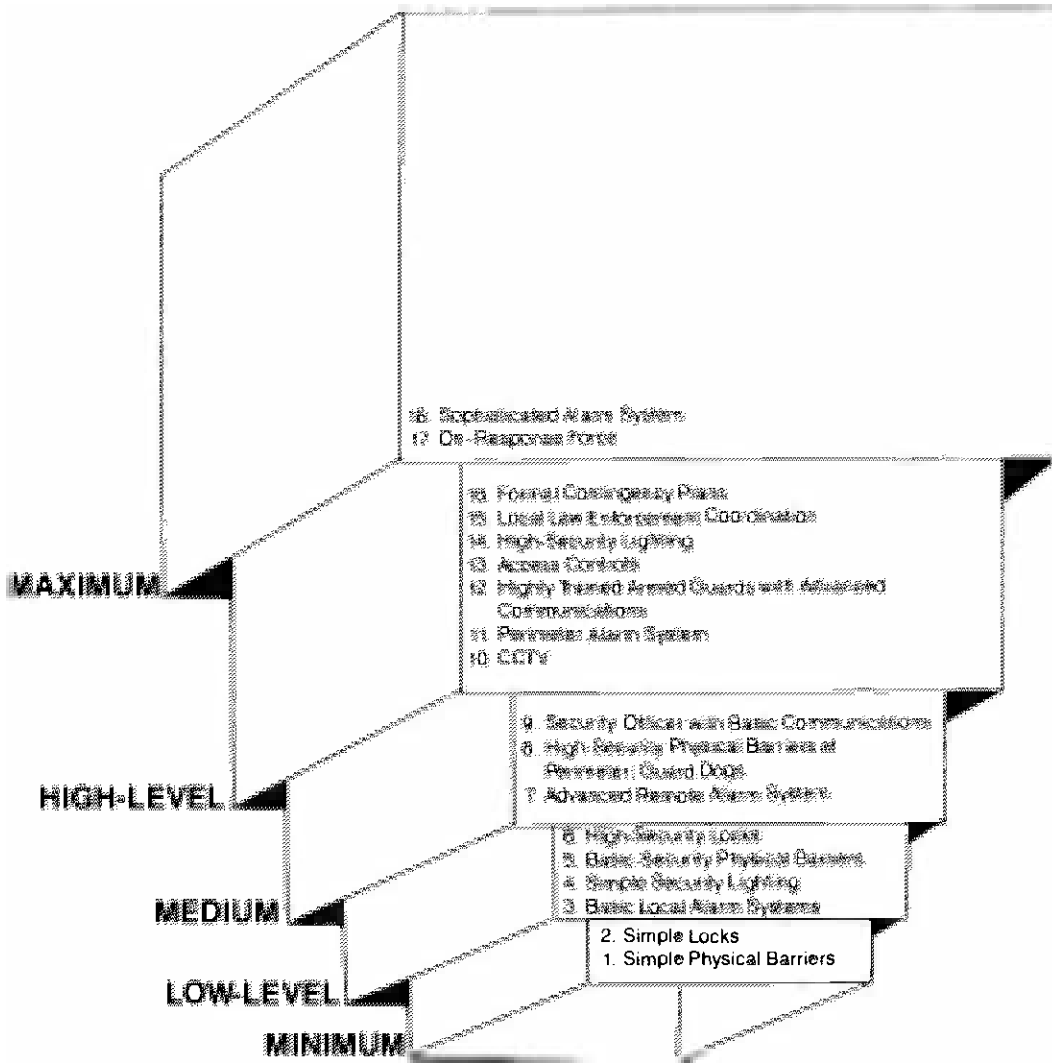 18. Sophisticated Alarm System
17. On-Response Force
16. Formal Contingency Plans
15. Local Law Enforcement Coordination
14. High-Security Lighting
13. Access Controls
12. Highly Trained Armed Guards with Advanced
Communications
11. Perimeter Alarm System
10. CCTV
MAXIMUM
9. Security Officer with Basic Communications
8. High-Security Physical Barriers at
Perimeter; Guard Dogs
7. Advanced Remote Alarm System
HIGH-LEVEL
6. High-Security Locks
5. Basic-Security Physical Barriers
4. Simple Security Lighting
3. Basic Local Alarm Systems
MEDIUM
2. Simple Locks
1. Simple Physical Barriers
LOW-LEVEL
MINIMUM